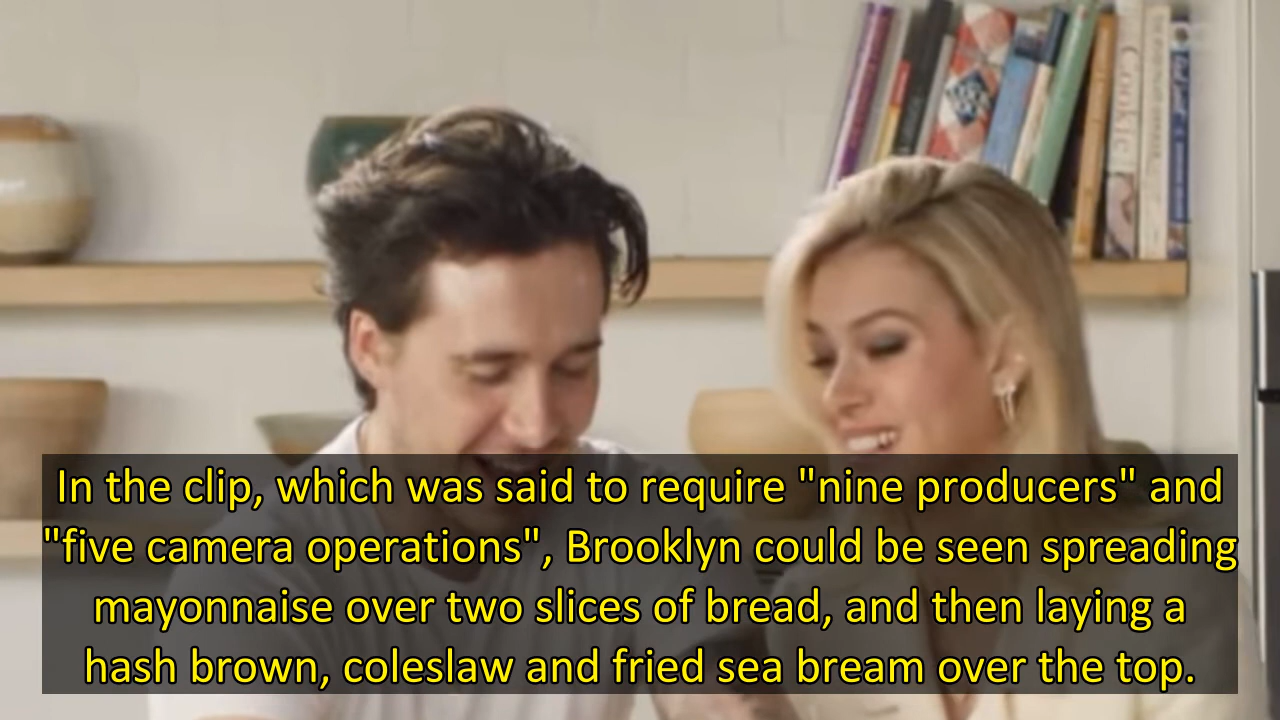 Cookie
In the clip, which was said to require "nine producers" and
"five camera operations", Brooklyn could be seen spreading
mayonnaise over two slices of bread, and then laying a
hash brown, coleslaw and fried sea bream over the top.